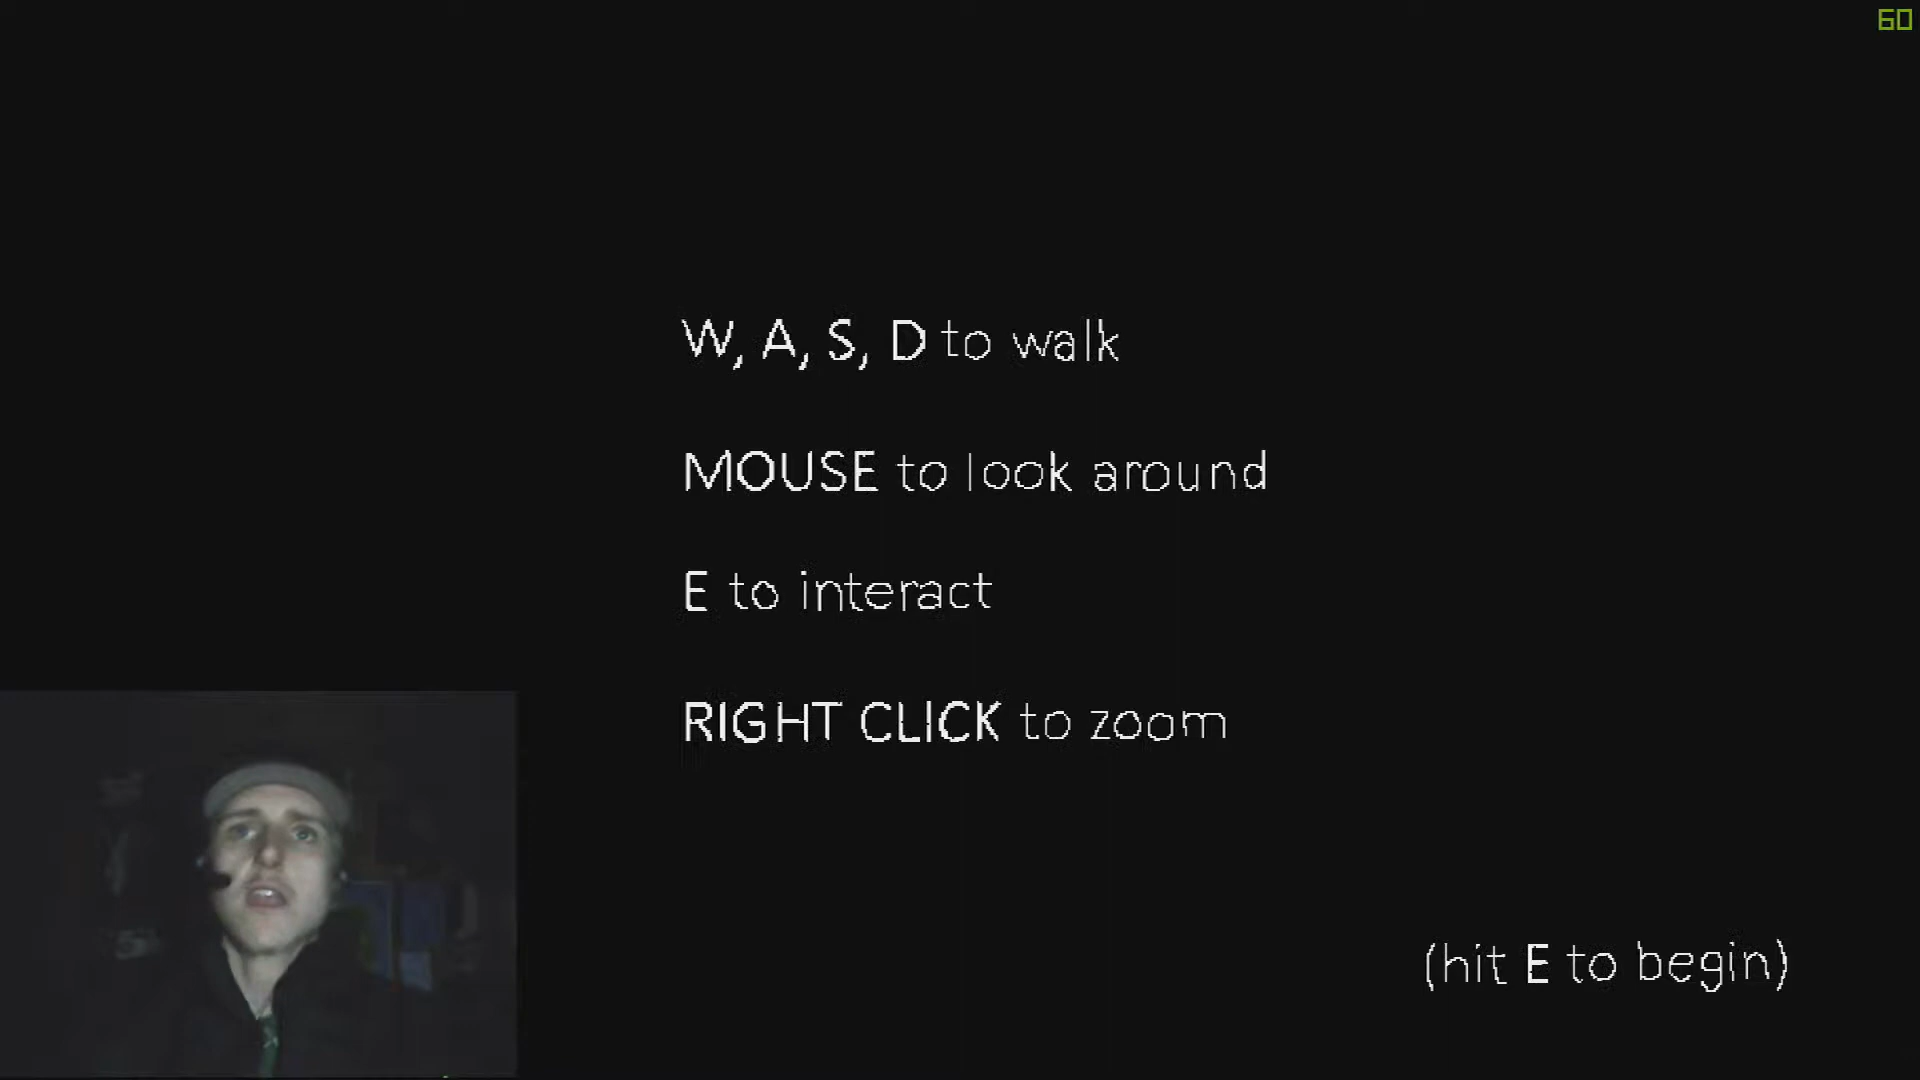 60
W, A, S, D to walk
MOUSE to look around
E to interact
RIGHT CLICK to zoom
(hit E to begin)